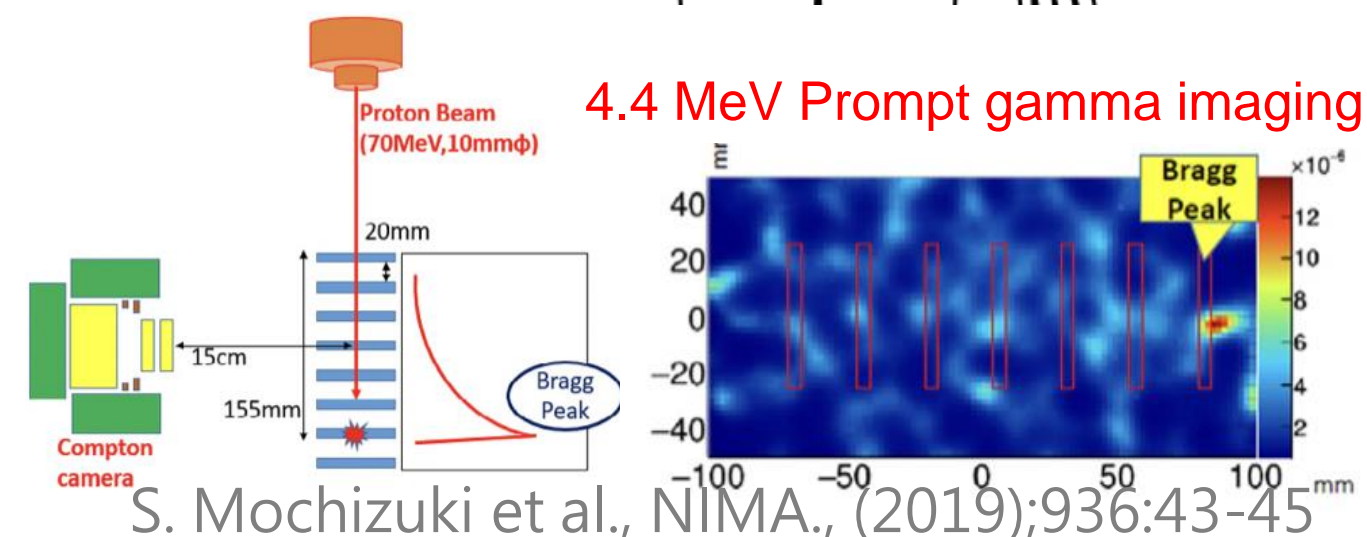 4.4 MeV Prompt gamma imaging
Proton Beam
(70MeV,10mmφ)
20mm
15cm
155mm
Bragg
Peak
Compton
camera
Bragg
Peak
×10⁻⁶
40
20
0
−20
−40
−100
−50
0
50
100
mm
12
10
8
6
4
2
S. Mochizuki et al., NIMA., (2019);936:43-45